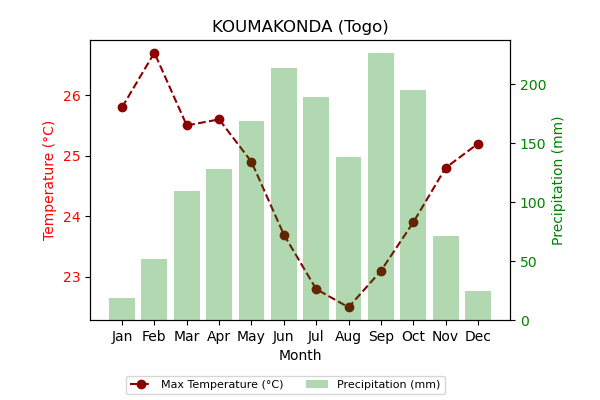 KOUMAKONDA (Togo)
Temperature (°C)
26
25
24
23
200
150
100
50
0
Precipitation (mm)
Jan Feb Mar Apr May Jun Jul Aug Sep Oct Nov Dec
Month
Max Temperature (°C) Precipitation (mm)